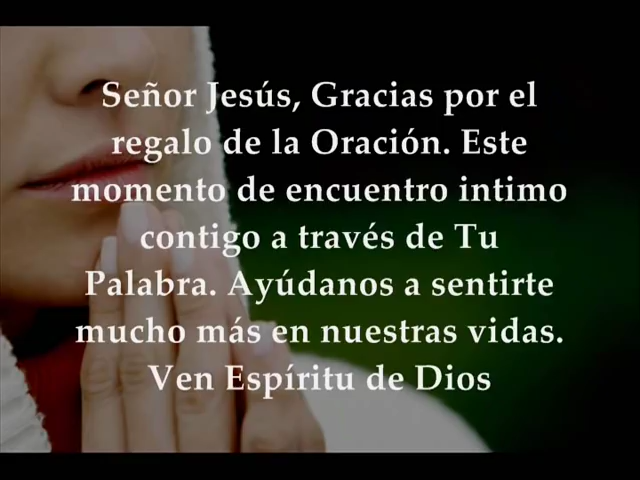 Señor Jesús, Gracias por el
regalo de la Oración. Este
momento de encuentro intimo
contigo a través de Tu
Palabra. Ayúdanos a sentirte
mucho más en nuestras vidas.
Ven Espíritu de Dios